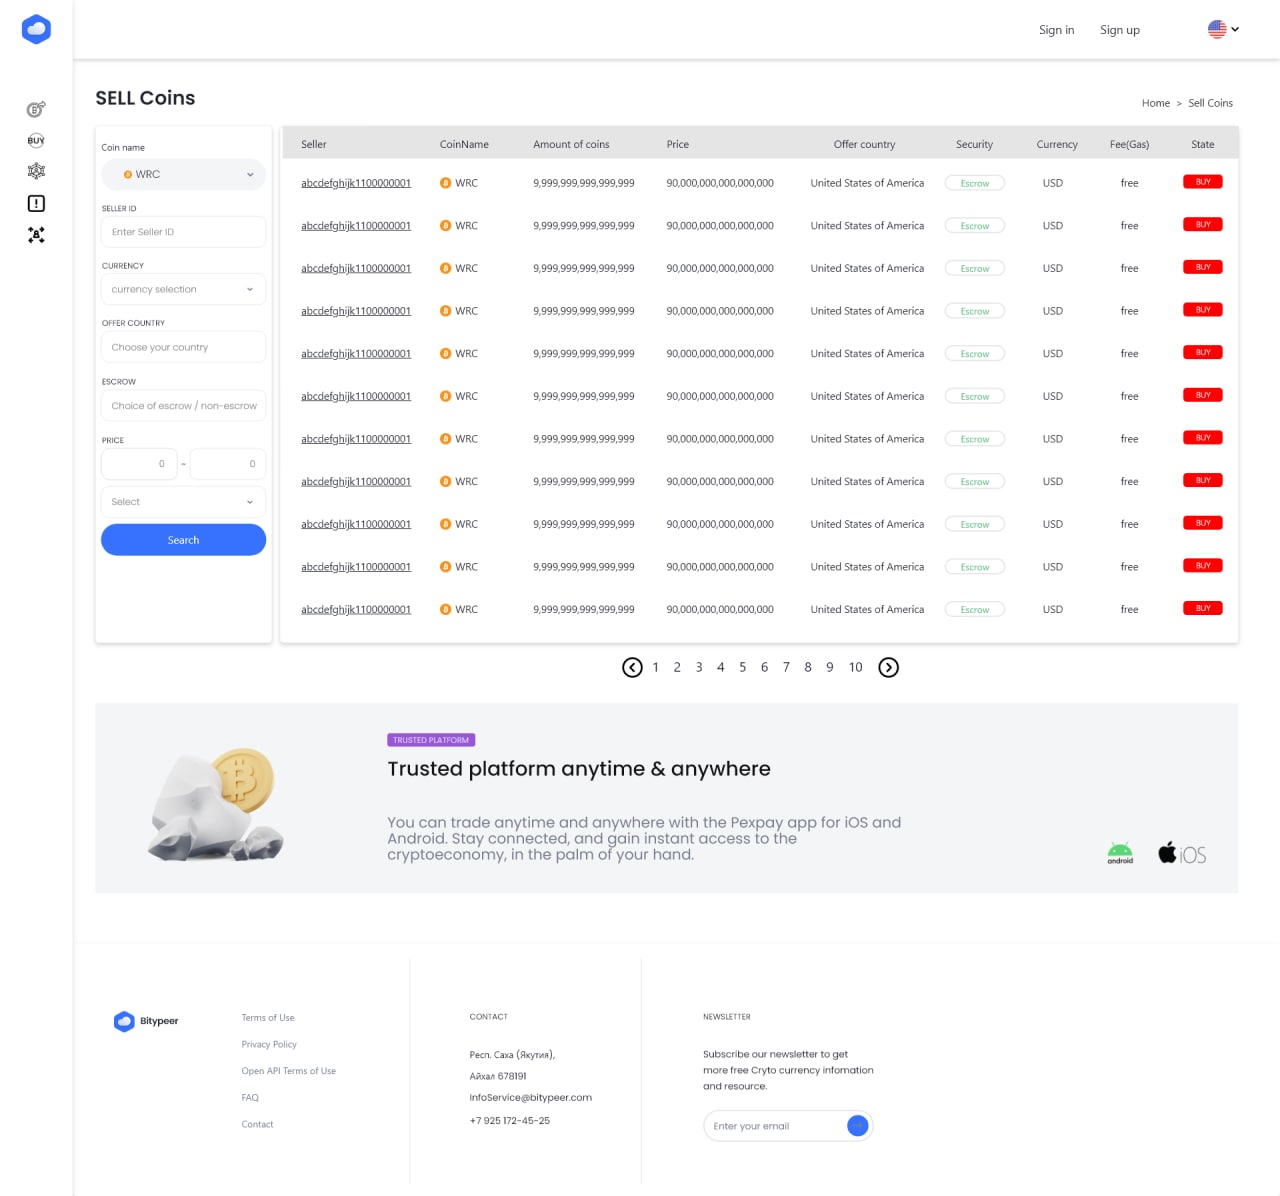 Sign in Sign up
SELL Coins
Home > Sell Coins
BUY
Coin name
WRC
SELLER ID
Enter Seller ID
CURRENCY
currency selection
OFFER COUNTRY
Choose your country
ESCROW
Choice of escrow / non-escrow
PRICE
0 ~ 0
Select
Search
Seller CoinName Amount of coins Price Offer country Security Currency Fee(Gas) State
abcdefghijk1100000001 WRC 9,999,999,999,999,999 90,000,000,000,000,000 United States of America Escrow USD free BUY
abcdefghijk1100000001 WRC 9,999,999,999,999,999 90,000,000,000,000,000 United States of America Escrow USD free BUY
abcdefghijk1100000001 WRC 9,999,999,999,999,999 90,000,000,000,000,000 United States of America Escrow USD free BUY
abcdefghijk1100000001 WRC 9,999,999,999,999,999 90,000,000,000,000,000 United States of America Escrow USD free BUY
abcdefghijk1100000001 WRC 9,999,999,999,999,999 90,000,000,000,000,000 United States of America Escrow USD free BUY
abcdefghijk1100000001 WRC 9,999,999,999,999,999 90,000,000,000,000,000 United States of America Escrow USD free BUY
abcdefghijk1100000001 WRC 9,999,999,999,999,999 90,000,000,000,000,000 United States of America Escrow USD free BUY
abcdefghijk1100000001 WRC 9,999,999,999,999,999 90,000,000,000,000,000 United States of America Escrow USD free BUY
abcdefghijk1100000001 WRC 9,999,999,999,999,999 90,000,000,000,000,000 United States of America Escrow USD free BUY
abcdefghijk1100000001 WRC 9,999,999,999,999,999 90,000,000,000,000,000 United States of America Escrow USD free BUY
abcdefghijk1100000001 WRC 9,999,999,999,999,999 90,000,000,000,000,000 United States of America Escrow USD free BUY
1 2 3 4 5 6 7 8 9 10
TRUSTED PLATFORM
Trusted platform anytime & anywhere
You can trade anytime and anywhere with the Pexpay app for iOS and
Android. Stay connected, and gain instant access to the
cryptoeconomy, in the palm of your hand.
android
iOS
Bitypeer
Terms of Use
Privacy Policy
Open API Terms of Use
FAQ
Contact
CONTACT
Респ. Саха (Якутия),
Айхал 678191
InfoService@bitypeer.com
+7 925 172-45-25
NEWSLETTER
Subscribe our newsletter to get
more free Cryto currency infomation
and resource.
Enter your email